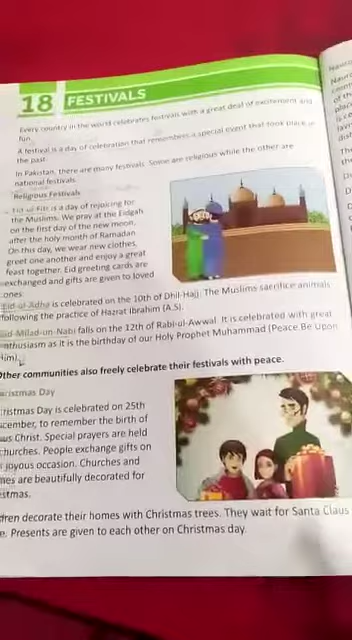 18 FESTIVALS
Every country in the world celebrates festivals with a great deal of excitement and
fun.
A festival is a day of celebration that remembers a special event that took place in
the past.
In Pakistan, there are many festivals. Some are religious while the other are
national festivals.
Religious Festivals
Eid-ul-Fitr is a day of rejoicing for
the Muslims. We pray at the Eidgah
on the first day of the new moon,
after the holy month of Ramadan
On this day, we wear new clothes,
greet one another and enjoy a great
feast together. Eid greeting cards are
exchanged and gifts are given to loved
ones.
Eid-ul-Adha is celebrated on the 10th of Dhil-Hajj. The Muslims sacrifice animals
following the practice of Hazrat Ibrahim (A.S).
Eid-Milad-un-Nabi falls on the 12th of Rabi-ul-Awwal. It is celebrated with great
enthusiasm as it is the birthday of our Holy Prophet Muhammad (Peace Be Upon
Him).
Other communities also freely celebrate their festivals with peace.
ristmas Day
ristmas Day is celebrated on 25th
cember, to remember the birth of
us Christ. Special prayers are held
churches. People exchange gifts on
joyous occasion. Churches and
mes are beautifully decorated for
stmas.
dren decorate their homes with Christmas trees. They wait for Santa Claus
e. Presents are given to each other on Christmas day.